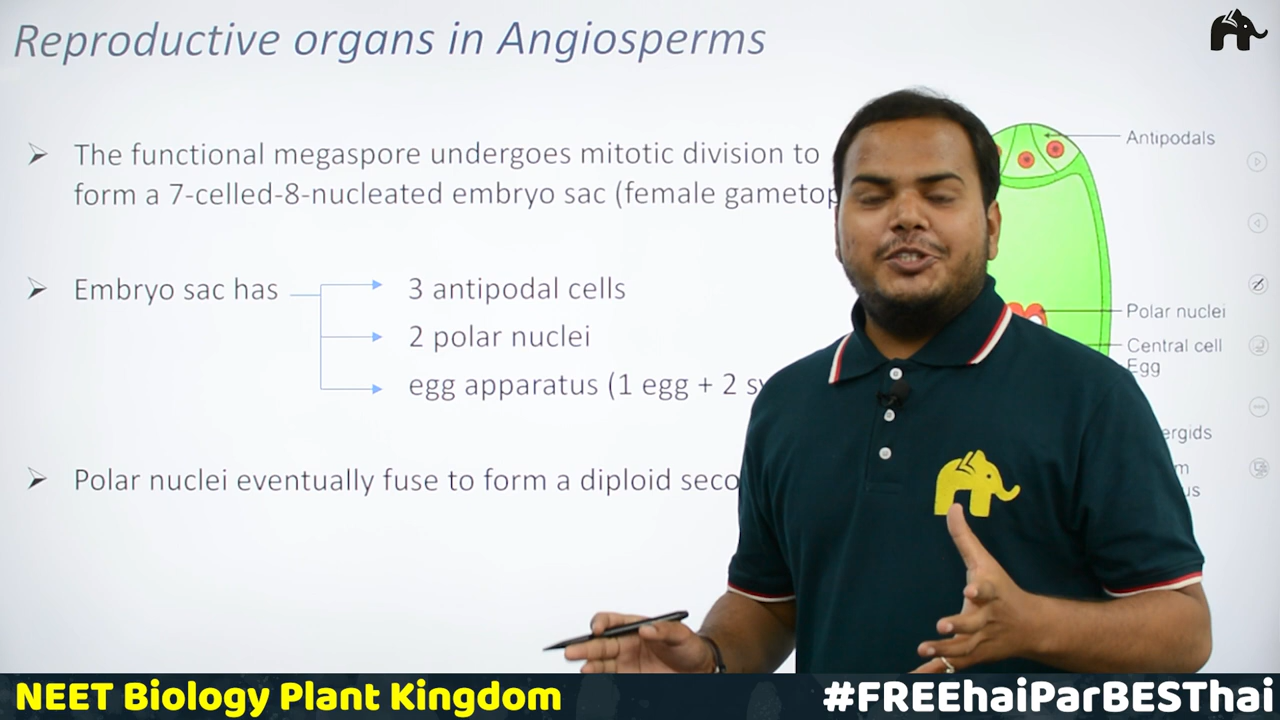 Reproductive organs in Angiosperms
The functional megaspore undergoes mitotic division to
form a 7-celled-8-nucleated embryo sac (female gametop
Embryo sac has
3 antipodal cells
2 polar nuclei
egg apparatus (1 egg + 2 sy
Polar nuclei eventually fuse to form a diploid seco
Antipodals
Polar nuclei
Central cell
Egg
ergids
m
us
NEET Biology Plant Kingdom
#FREEhaiParBESThai